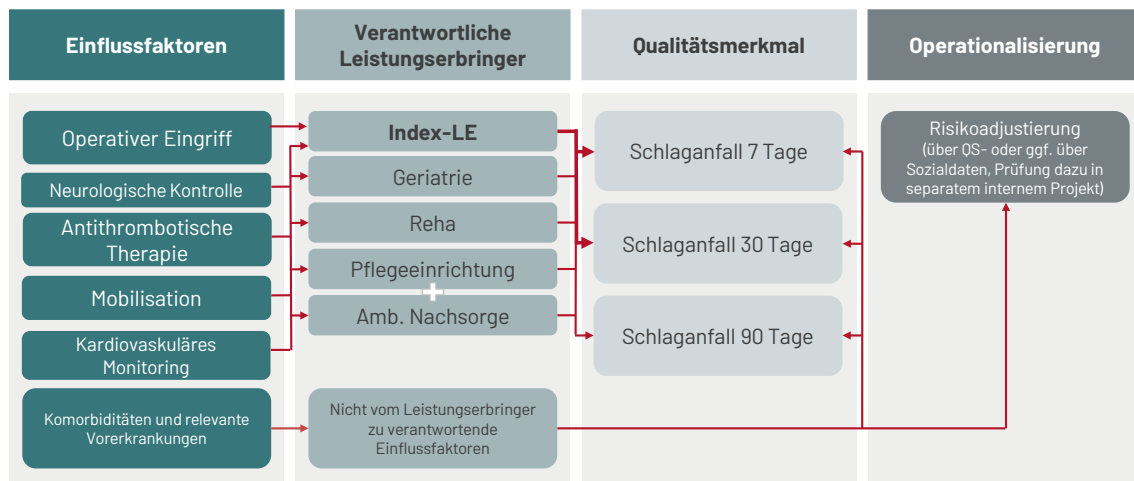 Einflussfaktoren
Verantwortliche
Leistungserbringer
Qualitätsmerkmal
Operationalisierung
Operativer Eingriff
Neurologische Kontrolle
Antithrombotische
Therapie
Mobilisation
Kardiovaskuläres
Monitoring
Komorbiditäten und relevante
Vorerkrankungen
Index-LE
Geriatrie
Reha
Pflegeeinrichtung
Amb. Nachsorge
Nicht vom Leistungserbringer
zu verantwortende
Einflussfaktoren
Schlaganfall 7 Tage
Schlaganfall 30 Tage
Schlaganfall 90 Tage
Risikoadjustierung
(über QS- oder ggf. über
Sozialdaten, Prüfung dazu in
separatem internem Projekt)